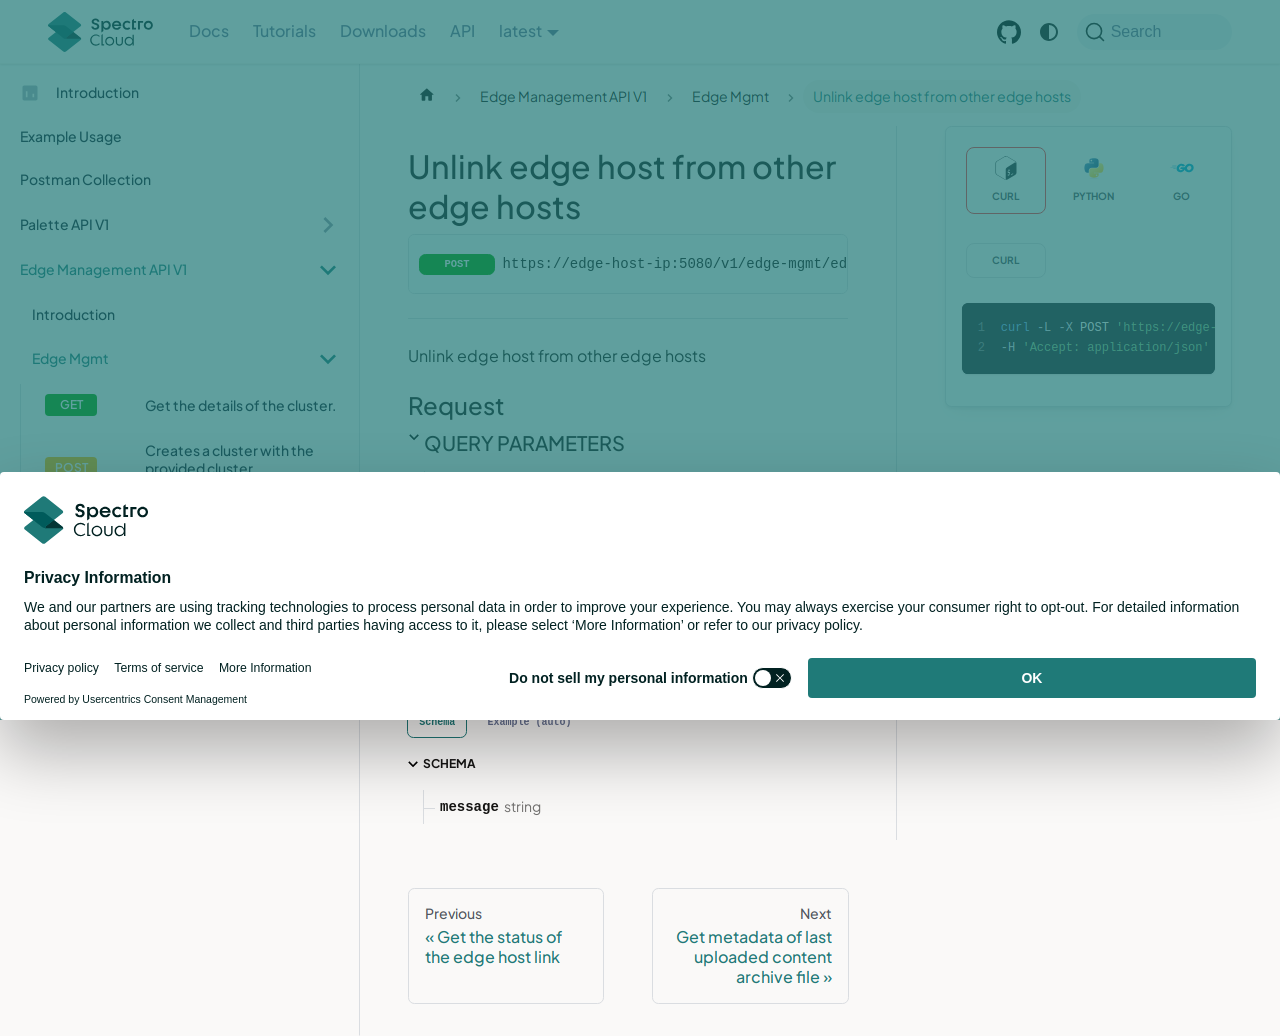 Spectro Cloud Docs Tutorials Downloads API latest Search
Introduction
Example Usage
Postman Collection
Palette API V1
Edge Management API V1
Introduction
Edge Mgmt
GET Get the details of the cluster.
POST Creates a cluster with the
provided cluster
Edge Management API V1 Edge Mgmt Unlink edge host from other edge hosts
Unlink edge host from other
edge hosts
POST https://edge-host-ip:5080/v1/edge-mgmt/ed
Unlink edge host from other edge hosts
Request
QUERY PARAMETERS
CURL PYTHON GO
CURL
1 curl -L -X POST 'https://edge-
2 -H 'Accept: application/json'
Spectro
Cloud
Privacy Information
We and our partners are using tracking technologies to process personal data in order to improve your experience. You may always exercise your consumer right to opt-out. For detailed information
about personal information we collect and third parties having access to it, please select ‘More Information’ or refer to our privacy policy.
Privacy policy Terms of service More Information
Powered by Usercentrics Consent Management
Do not sell my personal information
OK
Schema Example (auto)
SCHEMA
message string
Previous
« Get the status of
the edge host link
Next
Get metadata of last
uploaded content
archive file »